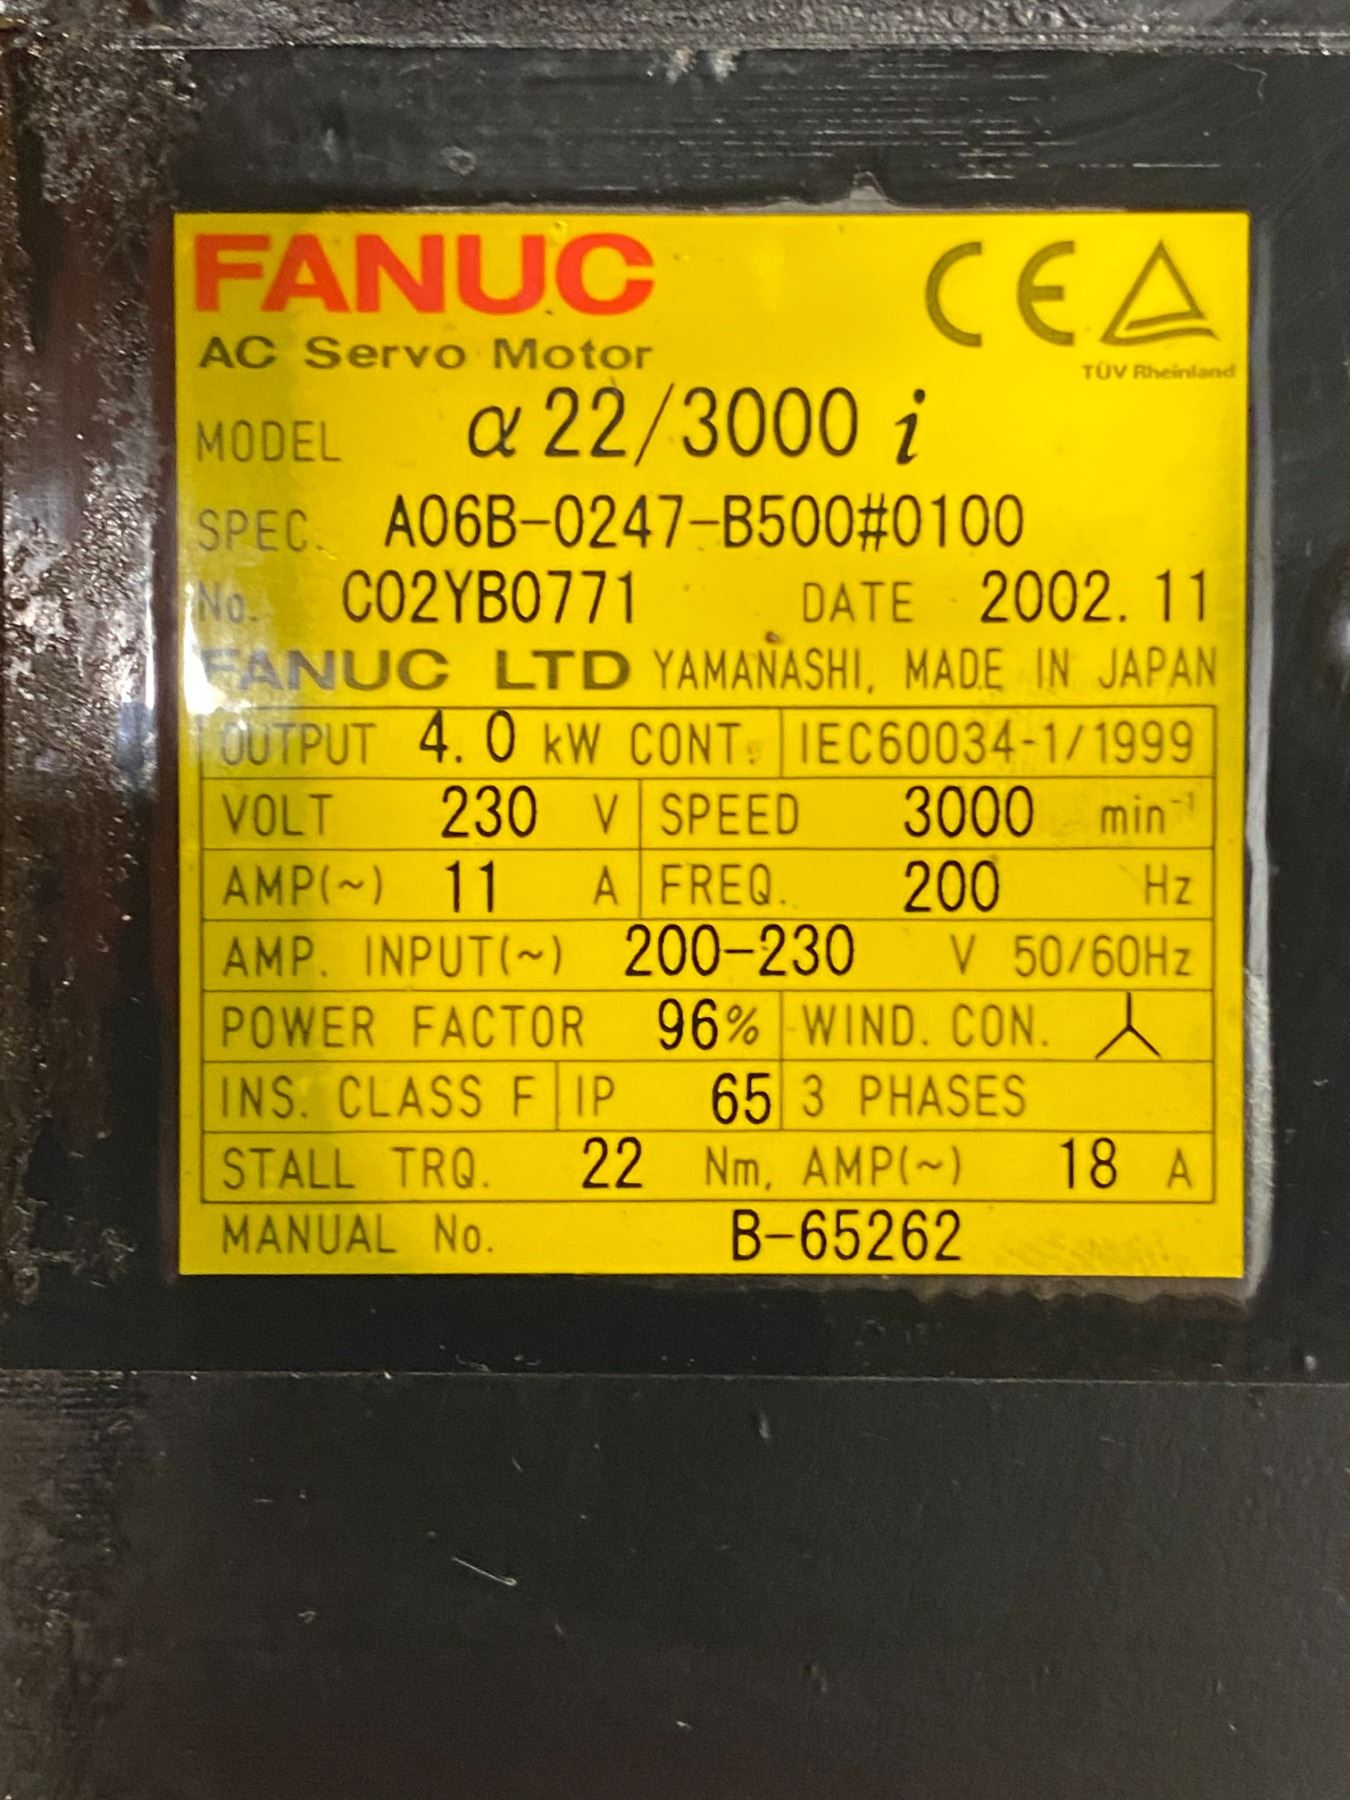 FANUC
CE
TÜV Rheinland
AC Servo Motor
MODEL α 22/3000 i
SPEC. A06B-0247-B500#0100
No. C02YB0771 DATE 2002.11
FANUC LTD YAMANASHI, MADE IN JAPAN
OUTPUT 4.0 kW CONT. IEC60034-1/1999
VOLT 230 V SPEED 3000 min⁻¹
AMP(~) 11 A FREQ. 200 Hz
AMP. INPUT(~) 200-230 V 50/60Hz
POWER FACTOR 96% WIND. CON.
INS. CLASS F IP 65 3 PHASES
STALL TRQ. 22 Nm, AMP(~) 18 A
MANUAL No. B-65262